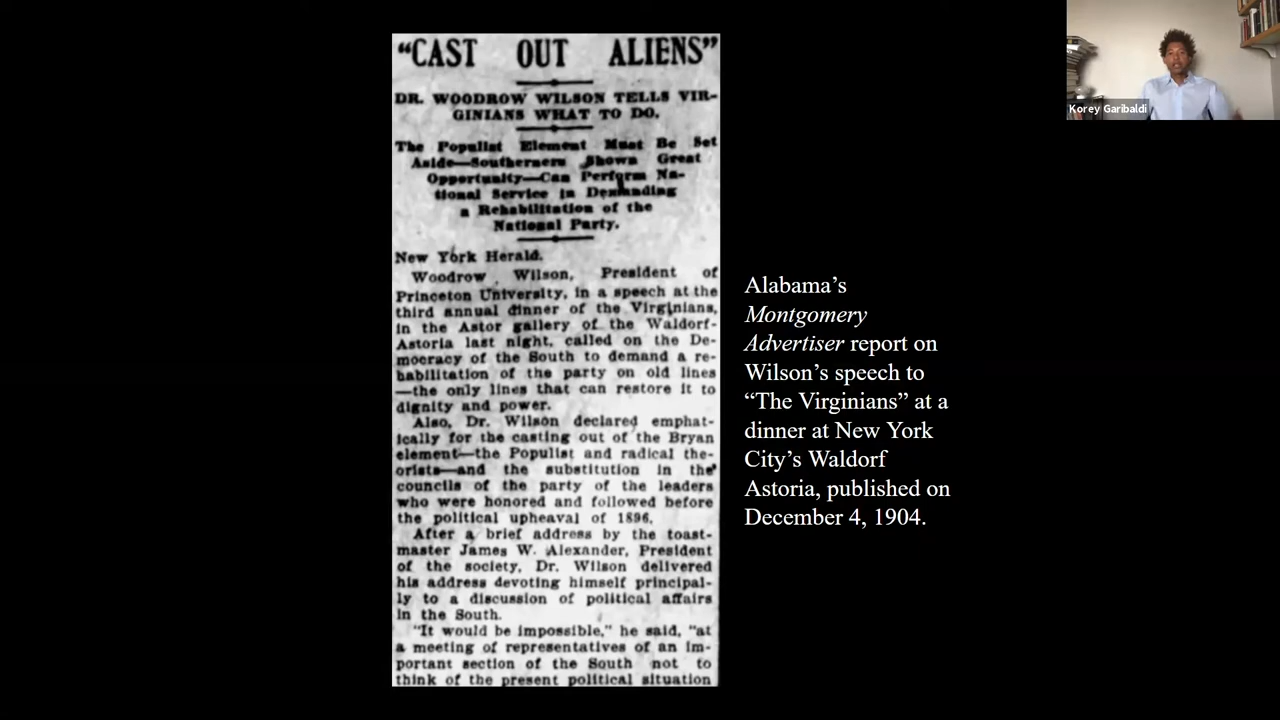 "CAST OUT ALIENS"
DR. WOODROW WILSON TELLS VIR-
GINIANS WHAT TO DO.
The Populist Element Must Be Set
Aside—Southerners Shown Great
Opportunity—Can Perform Na-
tional Service in Demanding
a Rehabilitation of the
National Party.
New York Herald.
Woodrow Wilson, President of
Princeton University, in a speech at the
third annual dinner of the Virginians,
in the Astor gallery of the Waldorf-
Astoria last night, called on the De-
mocracy of the South to demand a re-
habilitation of the party on old lines
—the only lines that can restore it to
dignity and power.
Also, Dr. Wilson declared emphat-
ically for the casting out of the Bryan
element—the Populist and radical the-
orists—and the substitution in the
councils of the party of the leaders
who were honored and followed before
the political upheaval of 1896.
After a brief address by the toast-
master James W. Alexander, President
of the society, Dr. Wilson delivered
his address devoting himself principal-
ly to a discussion of political affairs
in the South.
"It would be impossible," he said, "at
a meeting of representatives of an im-
portant section of the South not to
think of the present political situation
Alabama's
Montgomery
Advertiser report on
Wilson's speech to
“The Virginians” at a
dinner at New York
City's Waldorf
Astoria, published on
December 4, 1904.
Korey Garibaldi